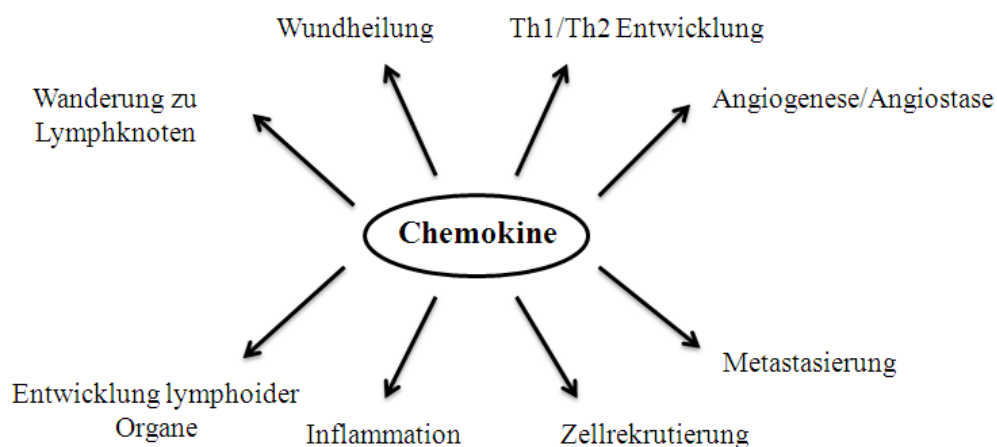 Wundheilung
Th1/Th2 Entwicklung
Wanderung zu
Lymphknoten
Angiogenese/Angiostase
Chemokine
Metastasierung
Entwicklung lymphoider
Organe
Inflammation
Zellrekrutierung